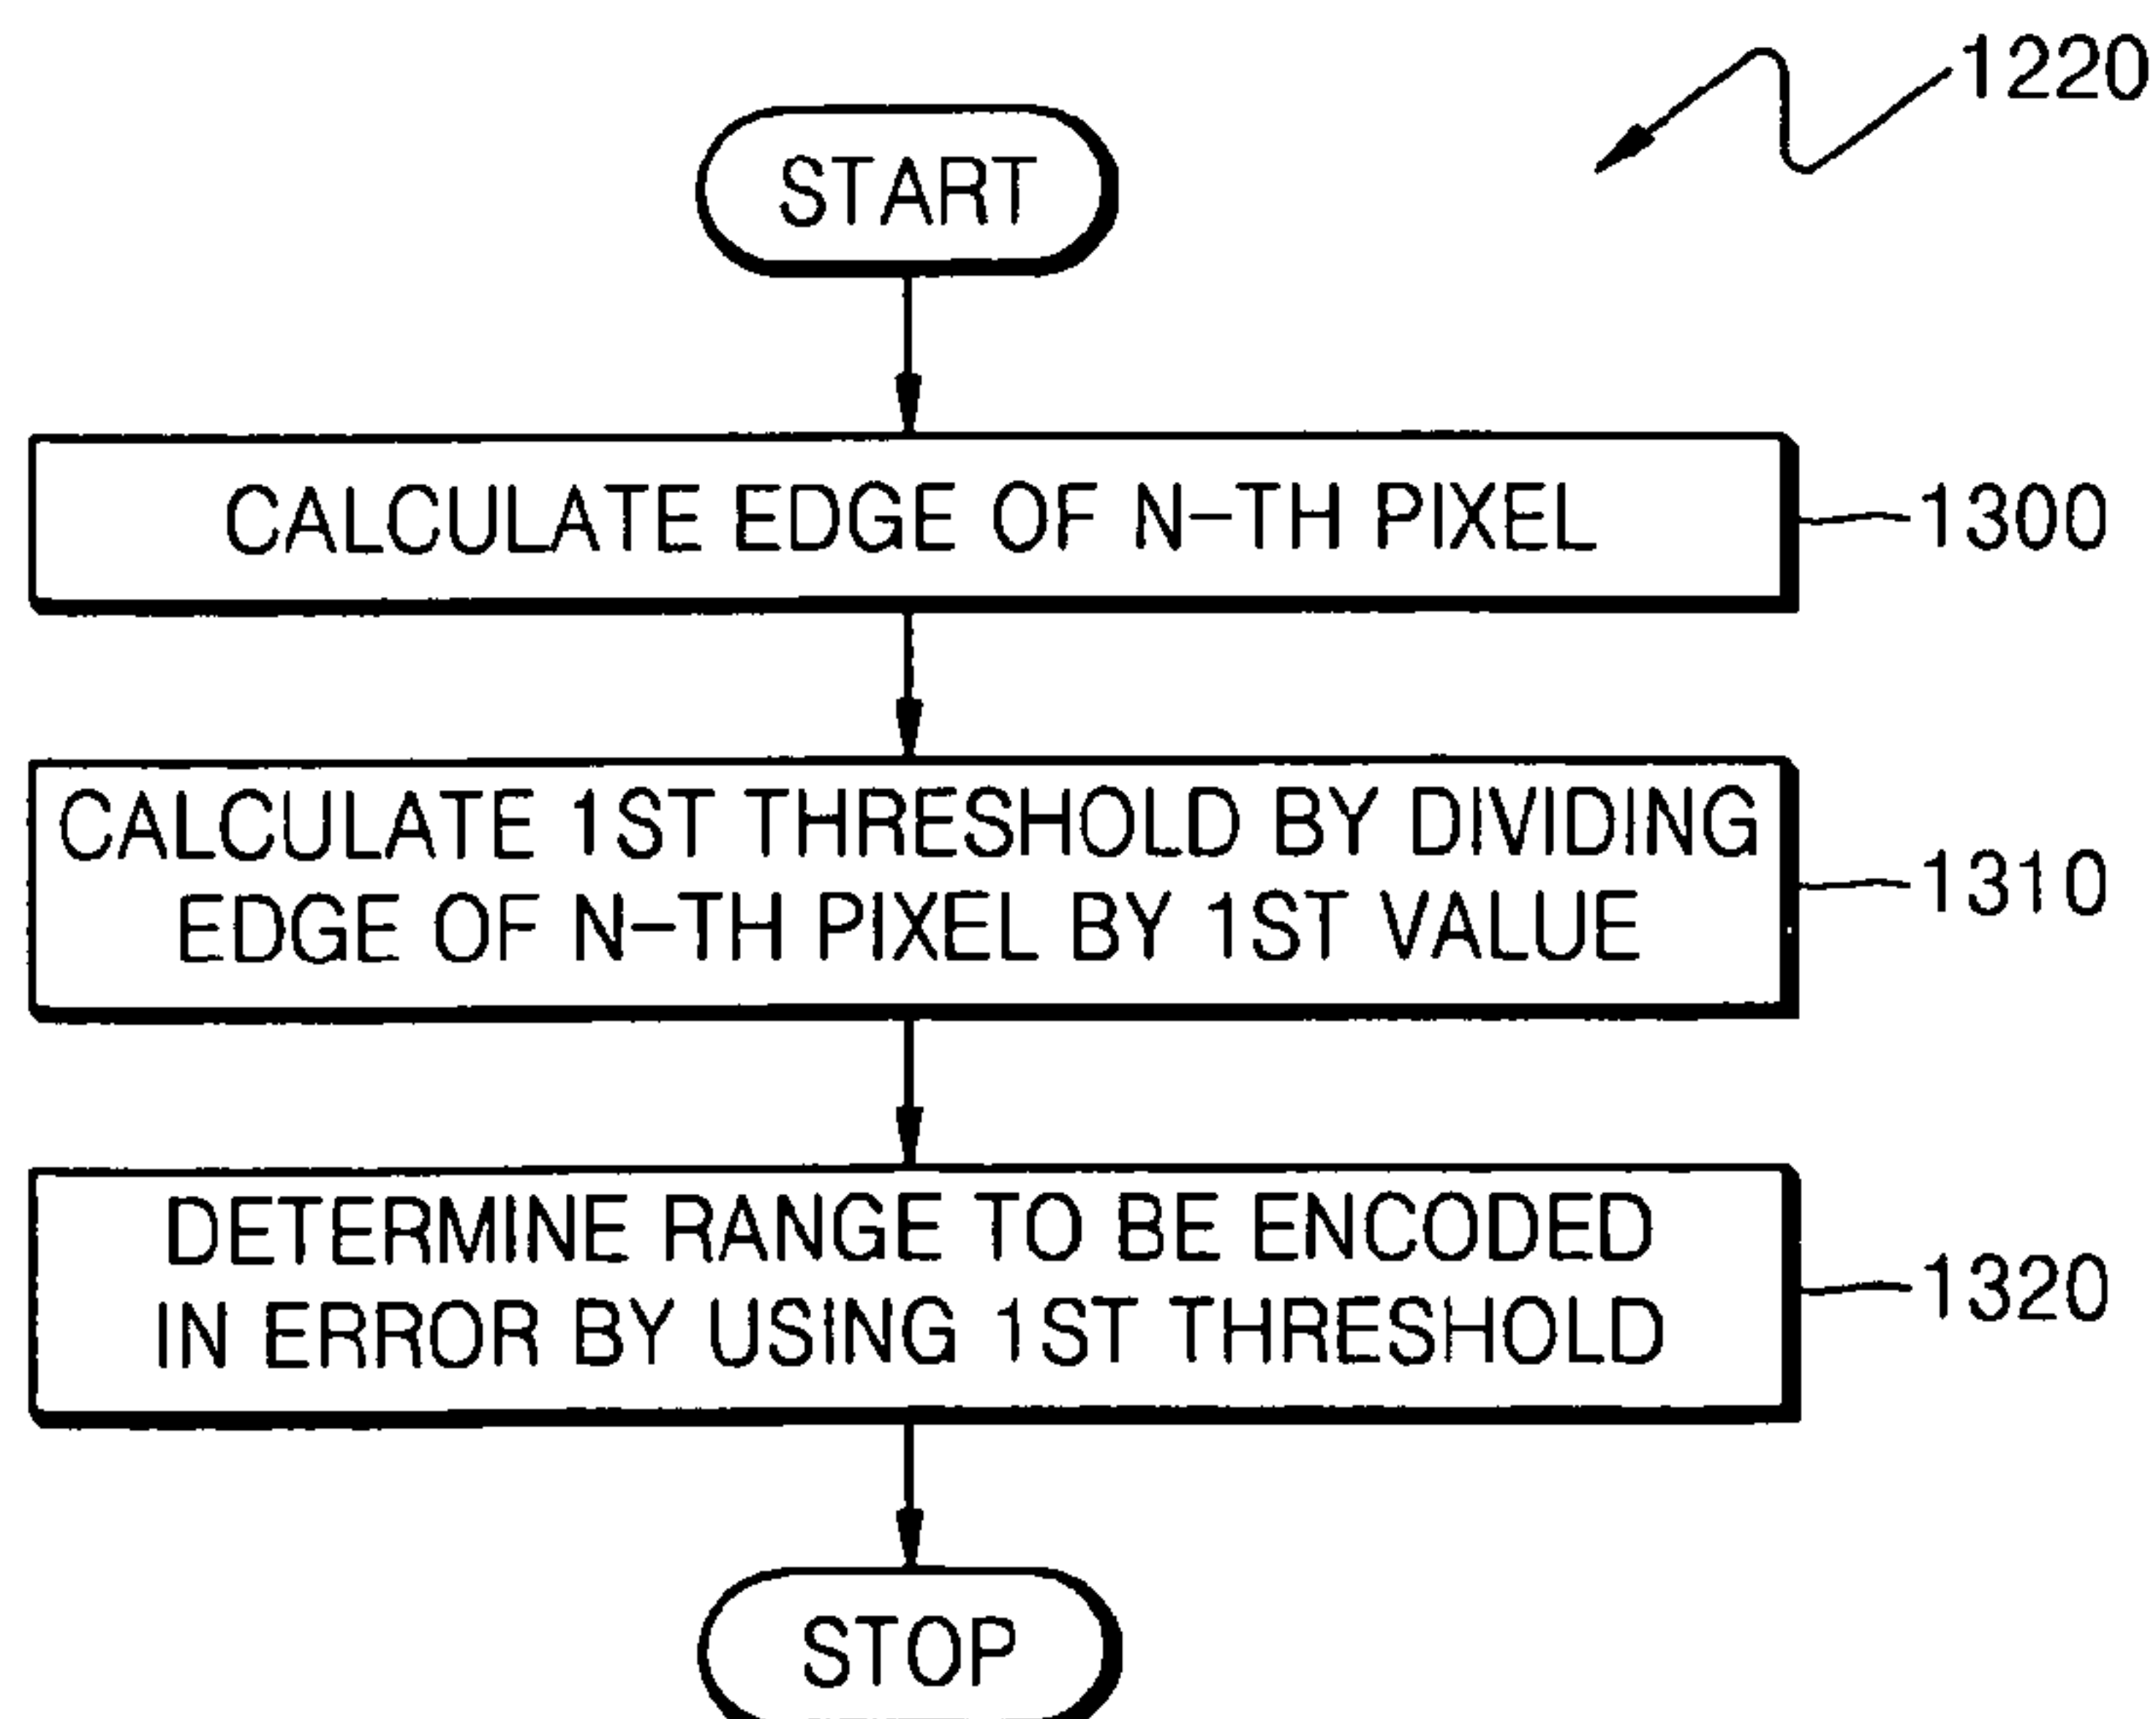 1220
START
CALCULATE EDGE OF N-TH PIXEL
1300
CALCULATE 1ST THRESHOLD BY DIVIDING
EDGE OF N-TH PIXEL BY 1ST VALUE
1310
DETERMINE RANGE TO BE ENCODED
IN ERROR BY USING 1ST THRESHOLD
1320
STOP